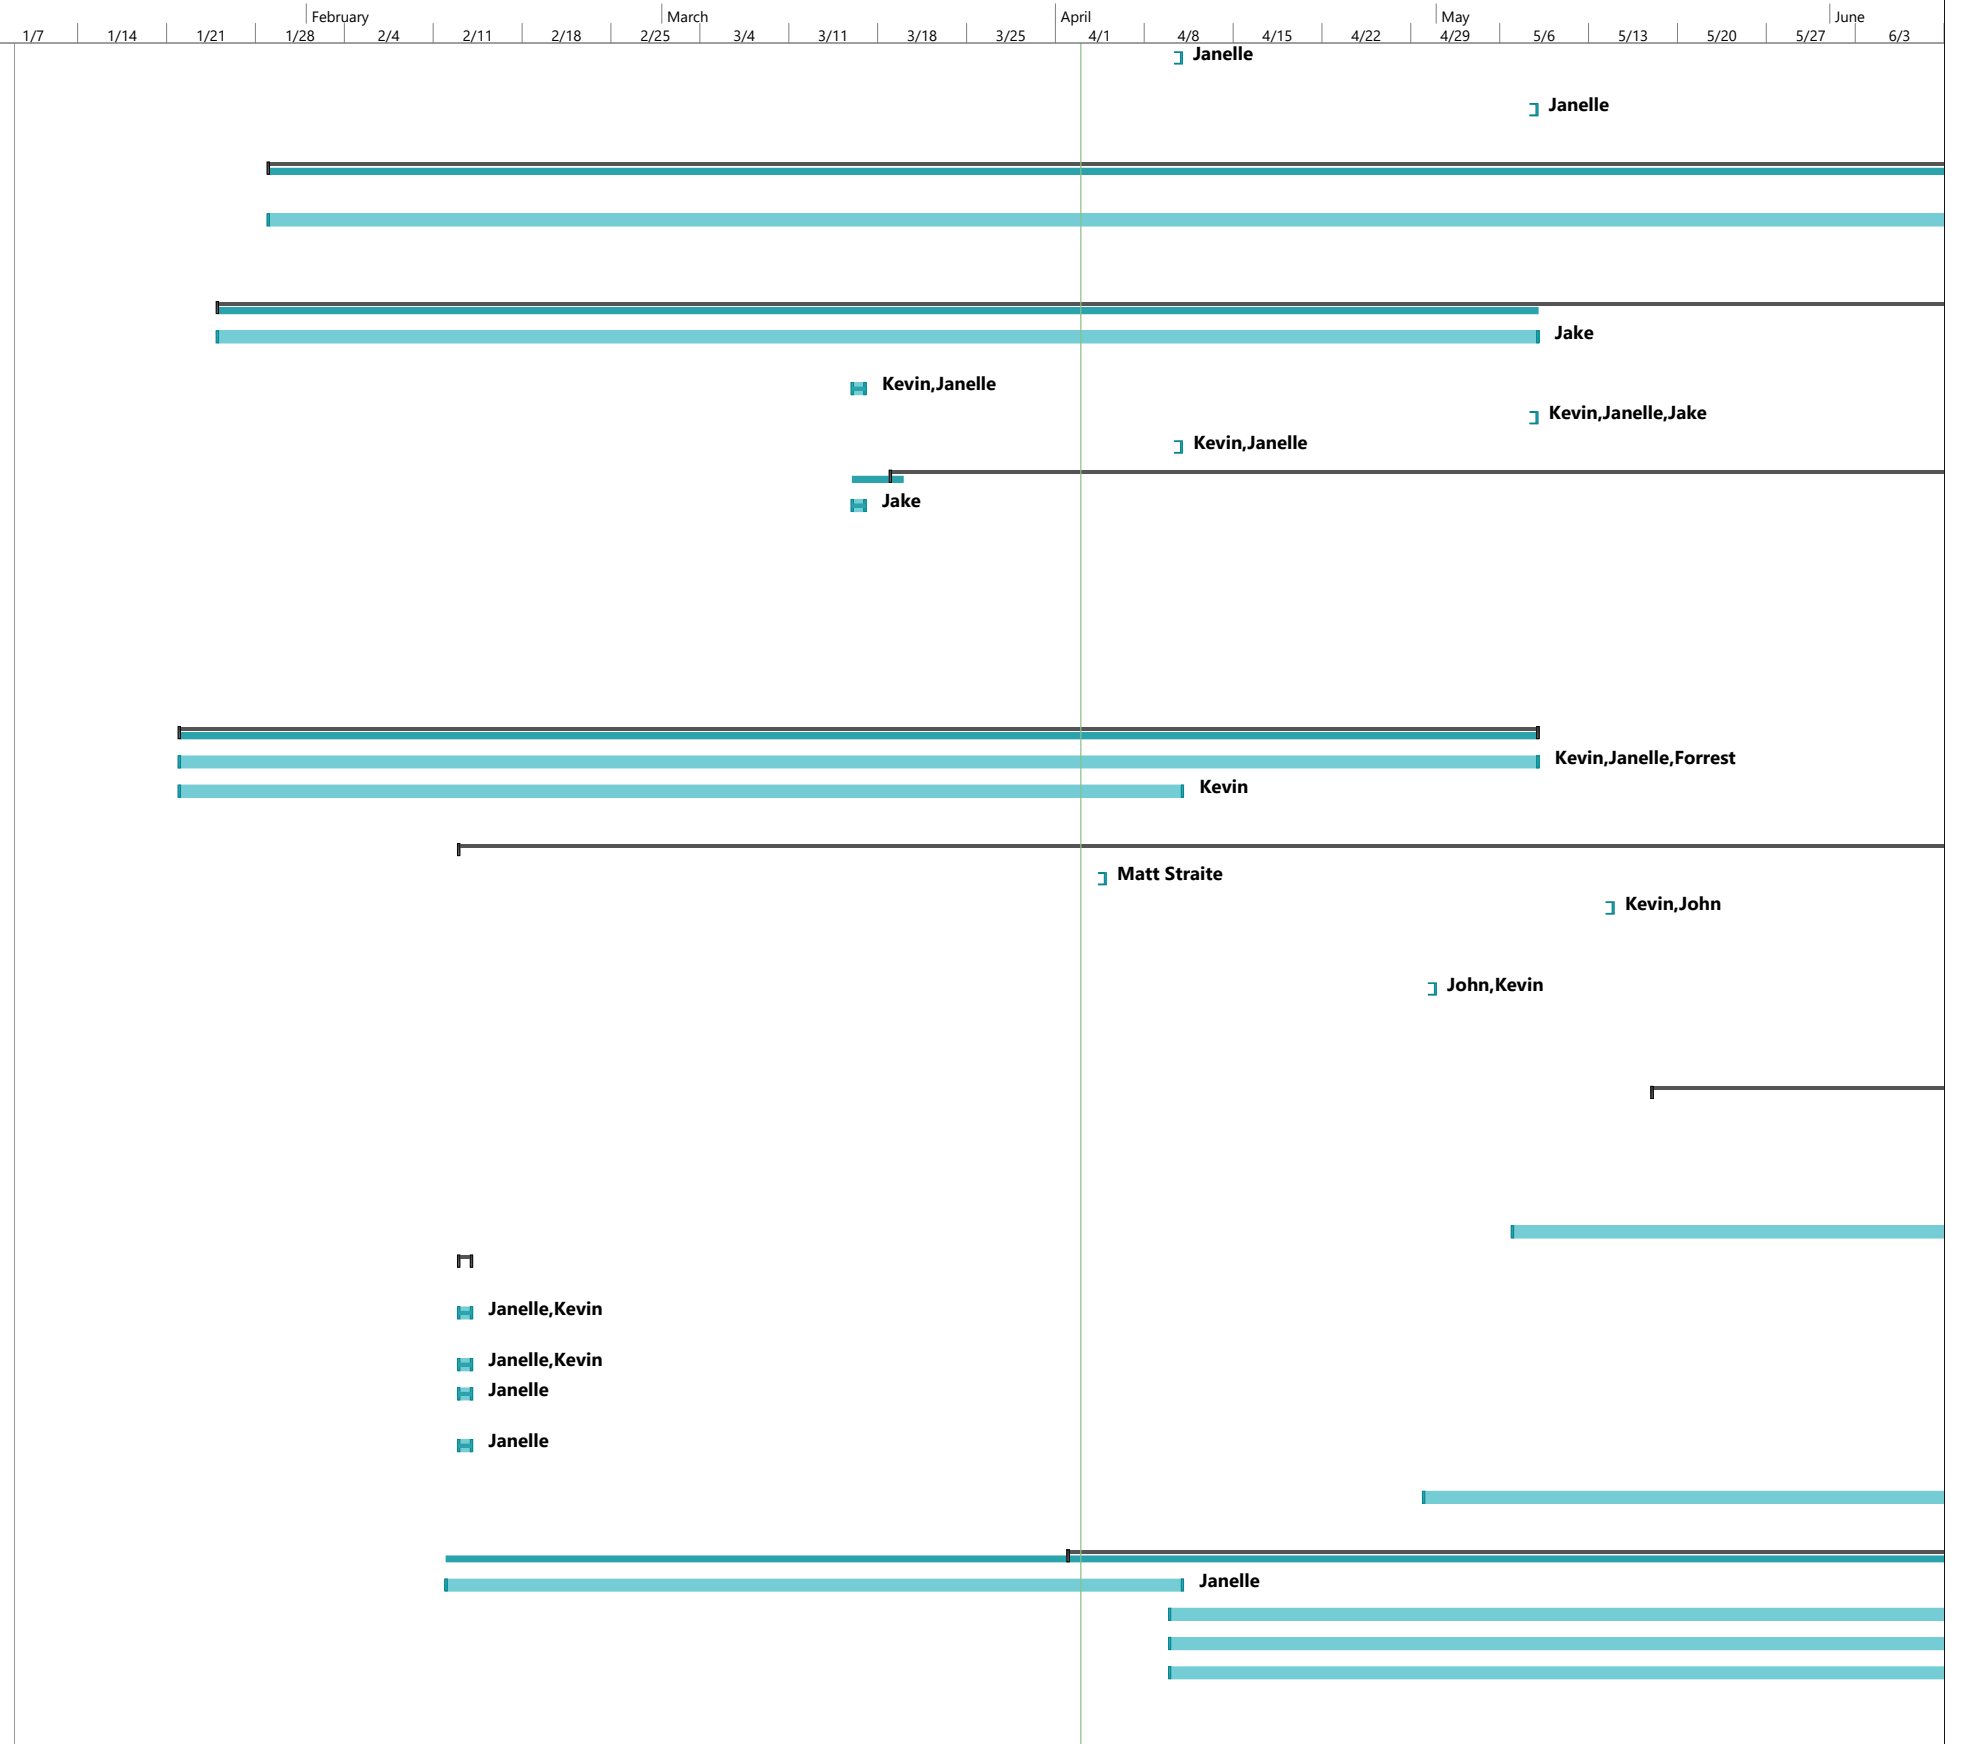 February March April May June
1/7 1/14 1/21 1/28 2/4 2/11 2/18 2/25 3/4 3/11 3/18 3/25 4/1 4/8 4/15 4/22 4/29 5/6 5/13 5/20 5/27 6/3
Janelle
Janelle
Jake
Kevin,Janelle
Kevin,Janelle,Jake
Kevin,Janelle
Jake
Kevin,Janelle,Forrest
Kevin
Matt Straite
Kevin,John
John,Kevin
Janelle,Kevin
Janelle,Kevin
Janelle
Janelle
Janelle